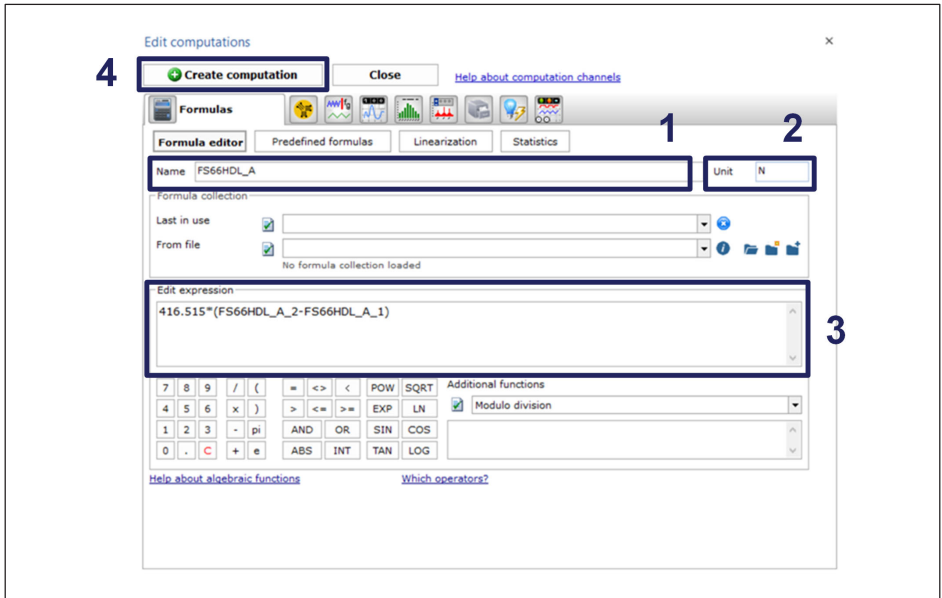 Edit computations
4
Create computation Close Help about computation channels
Formulas
Formula editor Predefined formulas Linearization Statistics
1 2
Name FS66HDL_A Unit N
Formula collection
Last in use
From file
No formula collection loaded
Edit expression
416.515*(FS66HDL_A_2-FS66HDL_A_1)
3
7 8 9 / ( = <> < POW SQRT Additional functions
4 5 6 x ) > <= >= EXP LN Modulo division
1 2 3 - pi AND OR SIN COS
0 . C + e ABS INT TAN LOG
Help about algebraic functions Which operators?